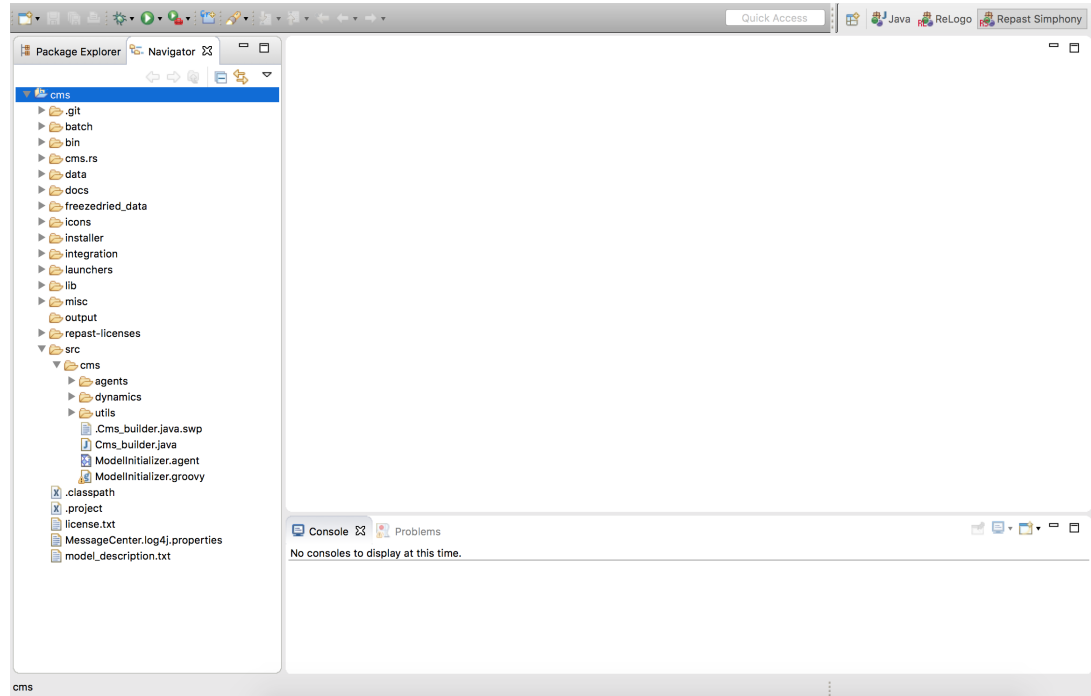 Quick Access
Java
ReLogo
Repast Simphony
Package Explorer
Navigator
cms
.git
batch
bin
cms.rs
data
docs
freezedried_data
icons
installer
integration
launchers
lib
misc
output
repast-licenses
src
cms
agents
dynamics
utils
.Cms_builder.java.swp
Cms_builder.java
ModelInitializer.agent
ModelInitializer.groovy
.classpath
.project
license.txt
MessageCenter.log4j.properties
model_description.txt
Console
Problems
No consoles to display at this time.
cms